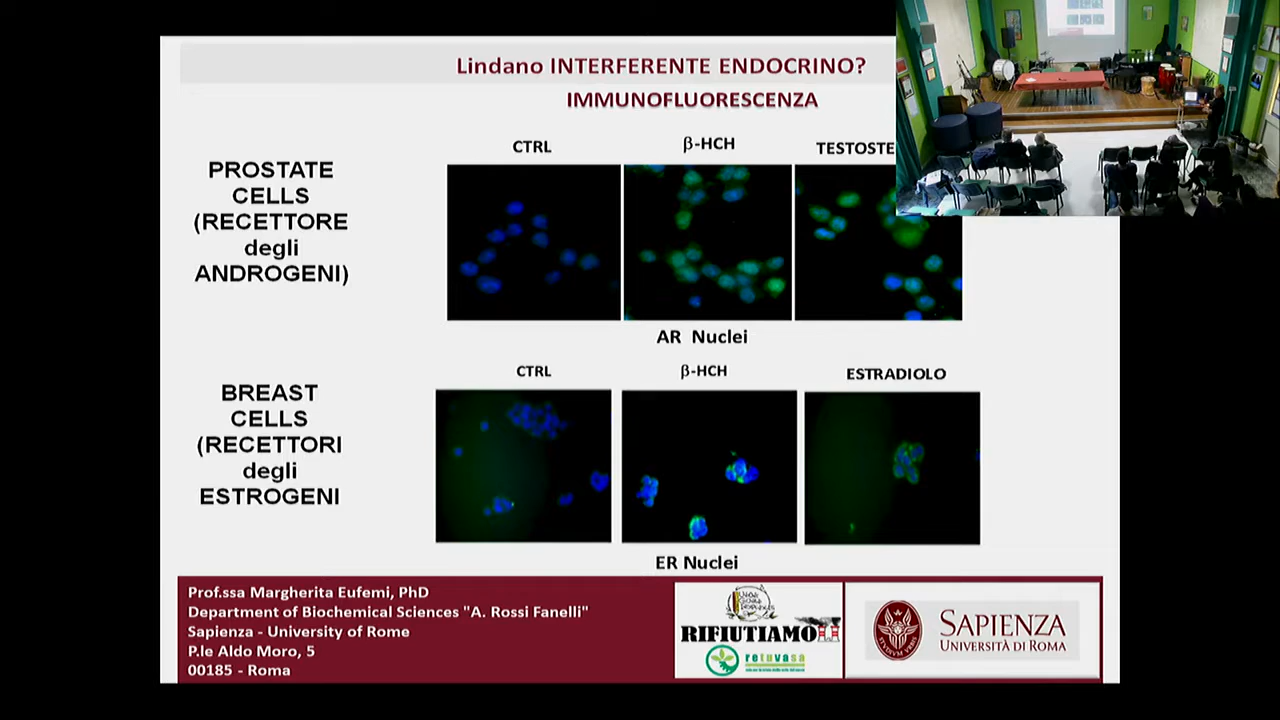 Lindano INTERFERENTE ENDOCRINO?
IMMUNOFLUORESCENZA
PROSTATE
CELLS
(RECETTORE
degli
ANDROGENI)
CTRL
β-HCH
TESTOSTE
AR Nuclei
BREAST
CELLS
(RECETTORI
degli
ESTROGENI
CTRL
β-HCH
ESTRADIOLO
ER Nuclei
Prof.ssa Margherita Eufemi, PhD
Department of Biochemical Sciences "A. Rossi Fanelli"
Sapienza - University of Rome
P.le Aldo Moro, 5
00185 - Roma
RIFIUTIAMOLI
retuvasa
SAPIENZA
UNIVERSITÀ DI ROMA